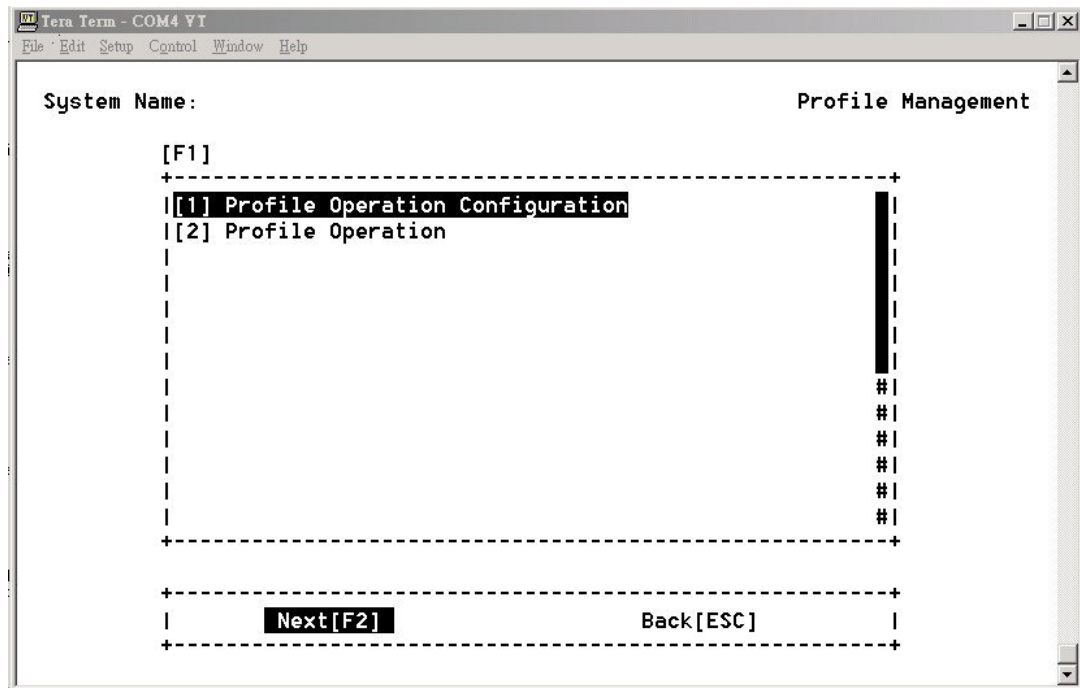 Tera Term - COM4 VT
File Edit Setup Control Window Help
System Name: Profile Management
[F1]
+-------------------------------------------------------+
|[1] Profile Operation Configuration |
|[2] Profile Operation |
| |
| |
| |
| |
| |
| #|
| #|
| #|
| #|
| #|
| #|
+-------------------------------------------------------+
+-------------------------------------------------------+
| Next[F2] Back[ESC] |
+-------------------------------------------------------+